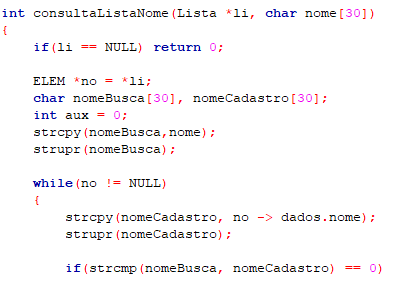 int consultaListaNome(Lista *li, char nome[30])
{
    if(li == NULL) return 0;
    ELEM *no = *li;
    char nomeBusca[30], nomeCadastro[30];
    int aux = 0;
    strcpy(nomeBusca,nome);
    strupr(nomeBusca);
    while(no != NULL)
    {
        strcpy(nomeCadastro, no -> dados.nome);
        strupr(nomeCadastro);
        if(strcmp(nomeBusca, nomeCadastro) == 0)